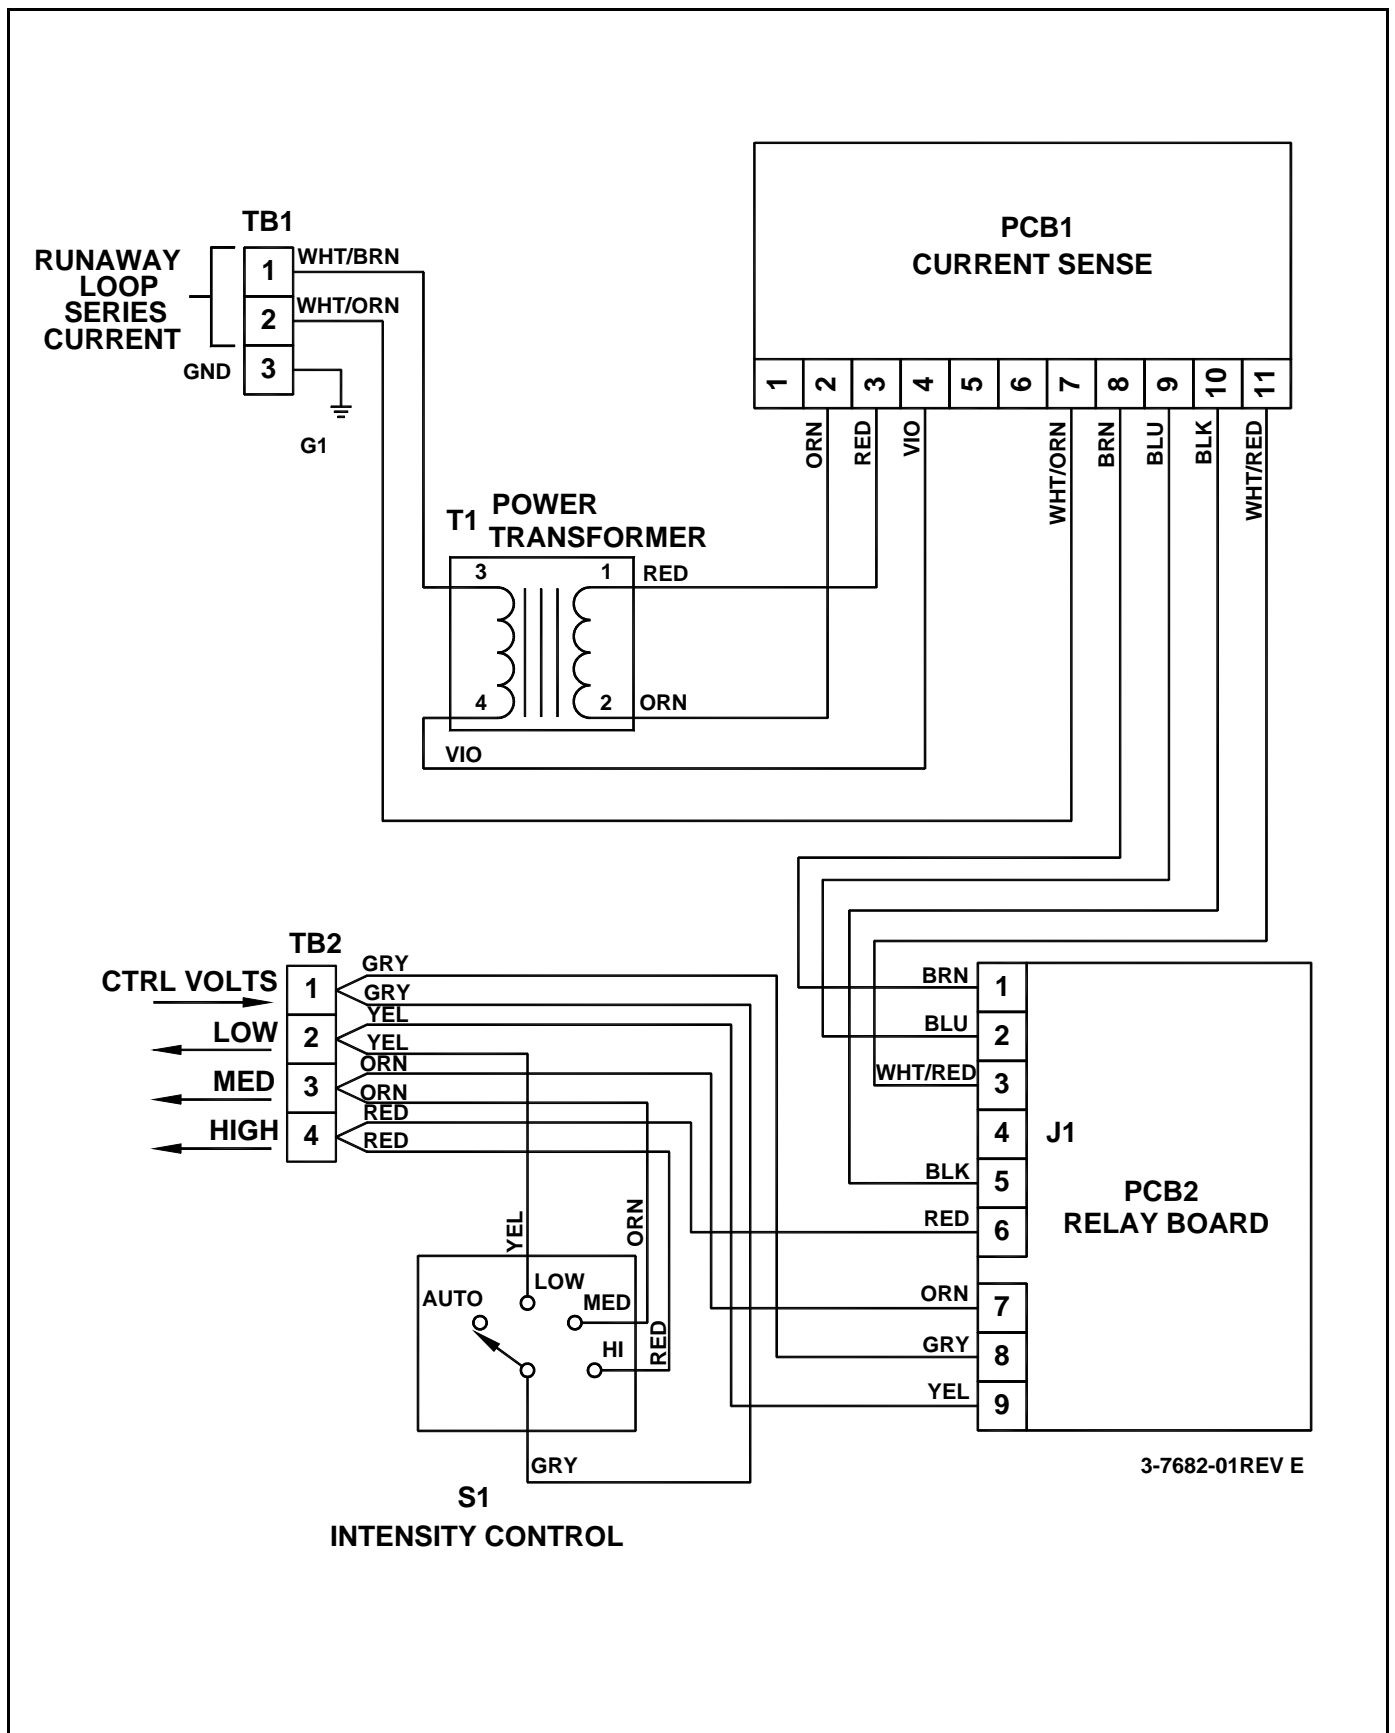 TB1
RUNAWAY
LOOP
SERIES
CURRENT
1
2
3
WHT/BRN
WHT/ORN
GND
G1
PCB1
CURRENT SENSE
1
2
3
4
5
6
7
8
9
10
11
ORN
RED
VIO
WHT/ORN
BRN
BLU
BLK
WHT/RED
T1
POWER
TRANSFORMER
3
1
RED
4
2
ORN
VIO
TB2
CTRL VOLTS
LOW
MED
HIGH
1
2
3
4
GRY
GRY
YEL
YEL
ORN
ORN
RED
RED
YEL
ORN
RED
AUTO
LOW
MED
HI
GRY
S1
INTENSITY CONTROL
BRN
BLU
WHT/RED
BLK
RED
ORN
GRY
YEL
1
2
3
4
5
6
7
8
9
J1
PCB2
RELAY BOARD
3-7682-01REV E